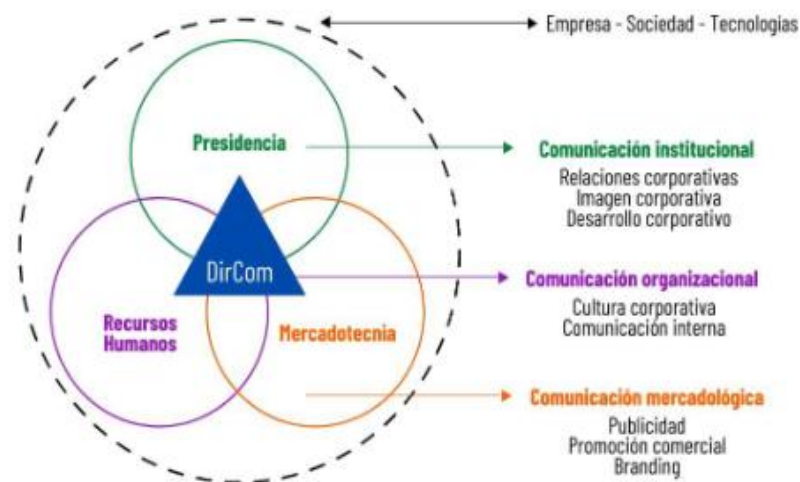 Empresa - Sociedad - Tecnologías
Presidencia
Comunicación institucional
Relaciones corporativas
Imagen corporativa
Desarrollo corporativo
DirCom
Comunicación organizacional
Cultura corporativa
Comunicación interna
Recursos
Humanos
Mercadotecnia
Comunicación mercadológica
Publicidad
Promoción comercial
Branding